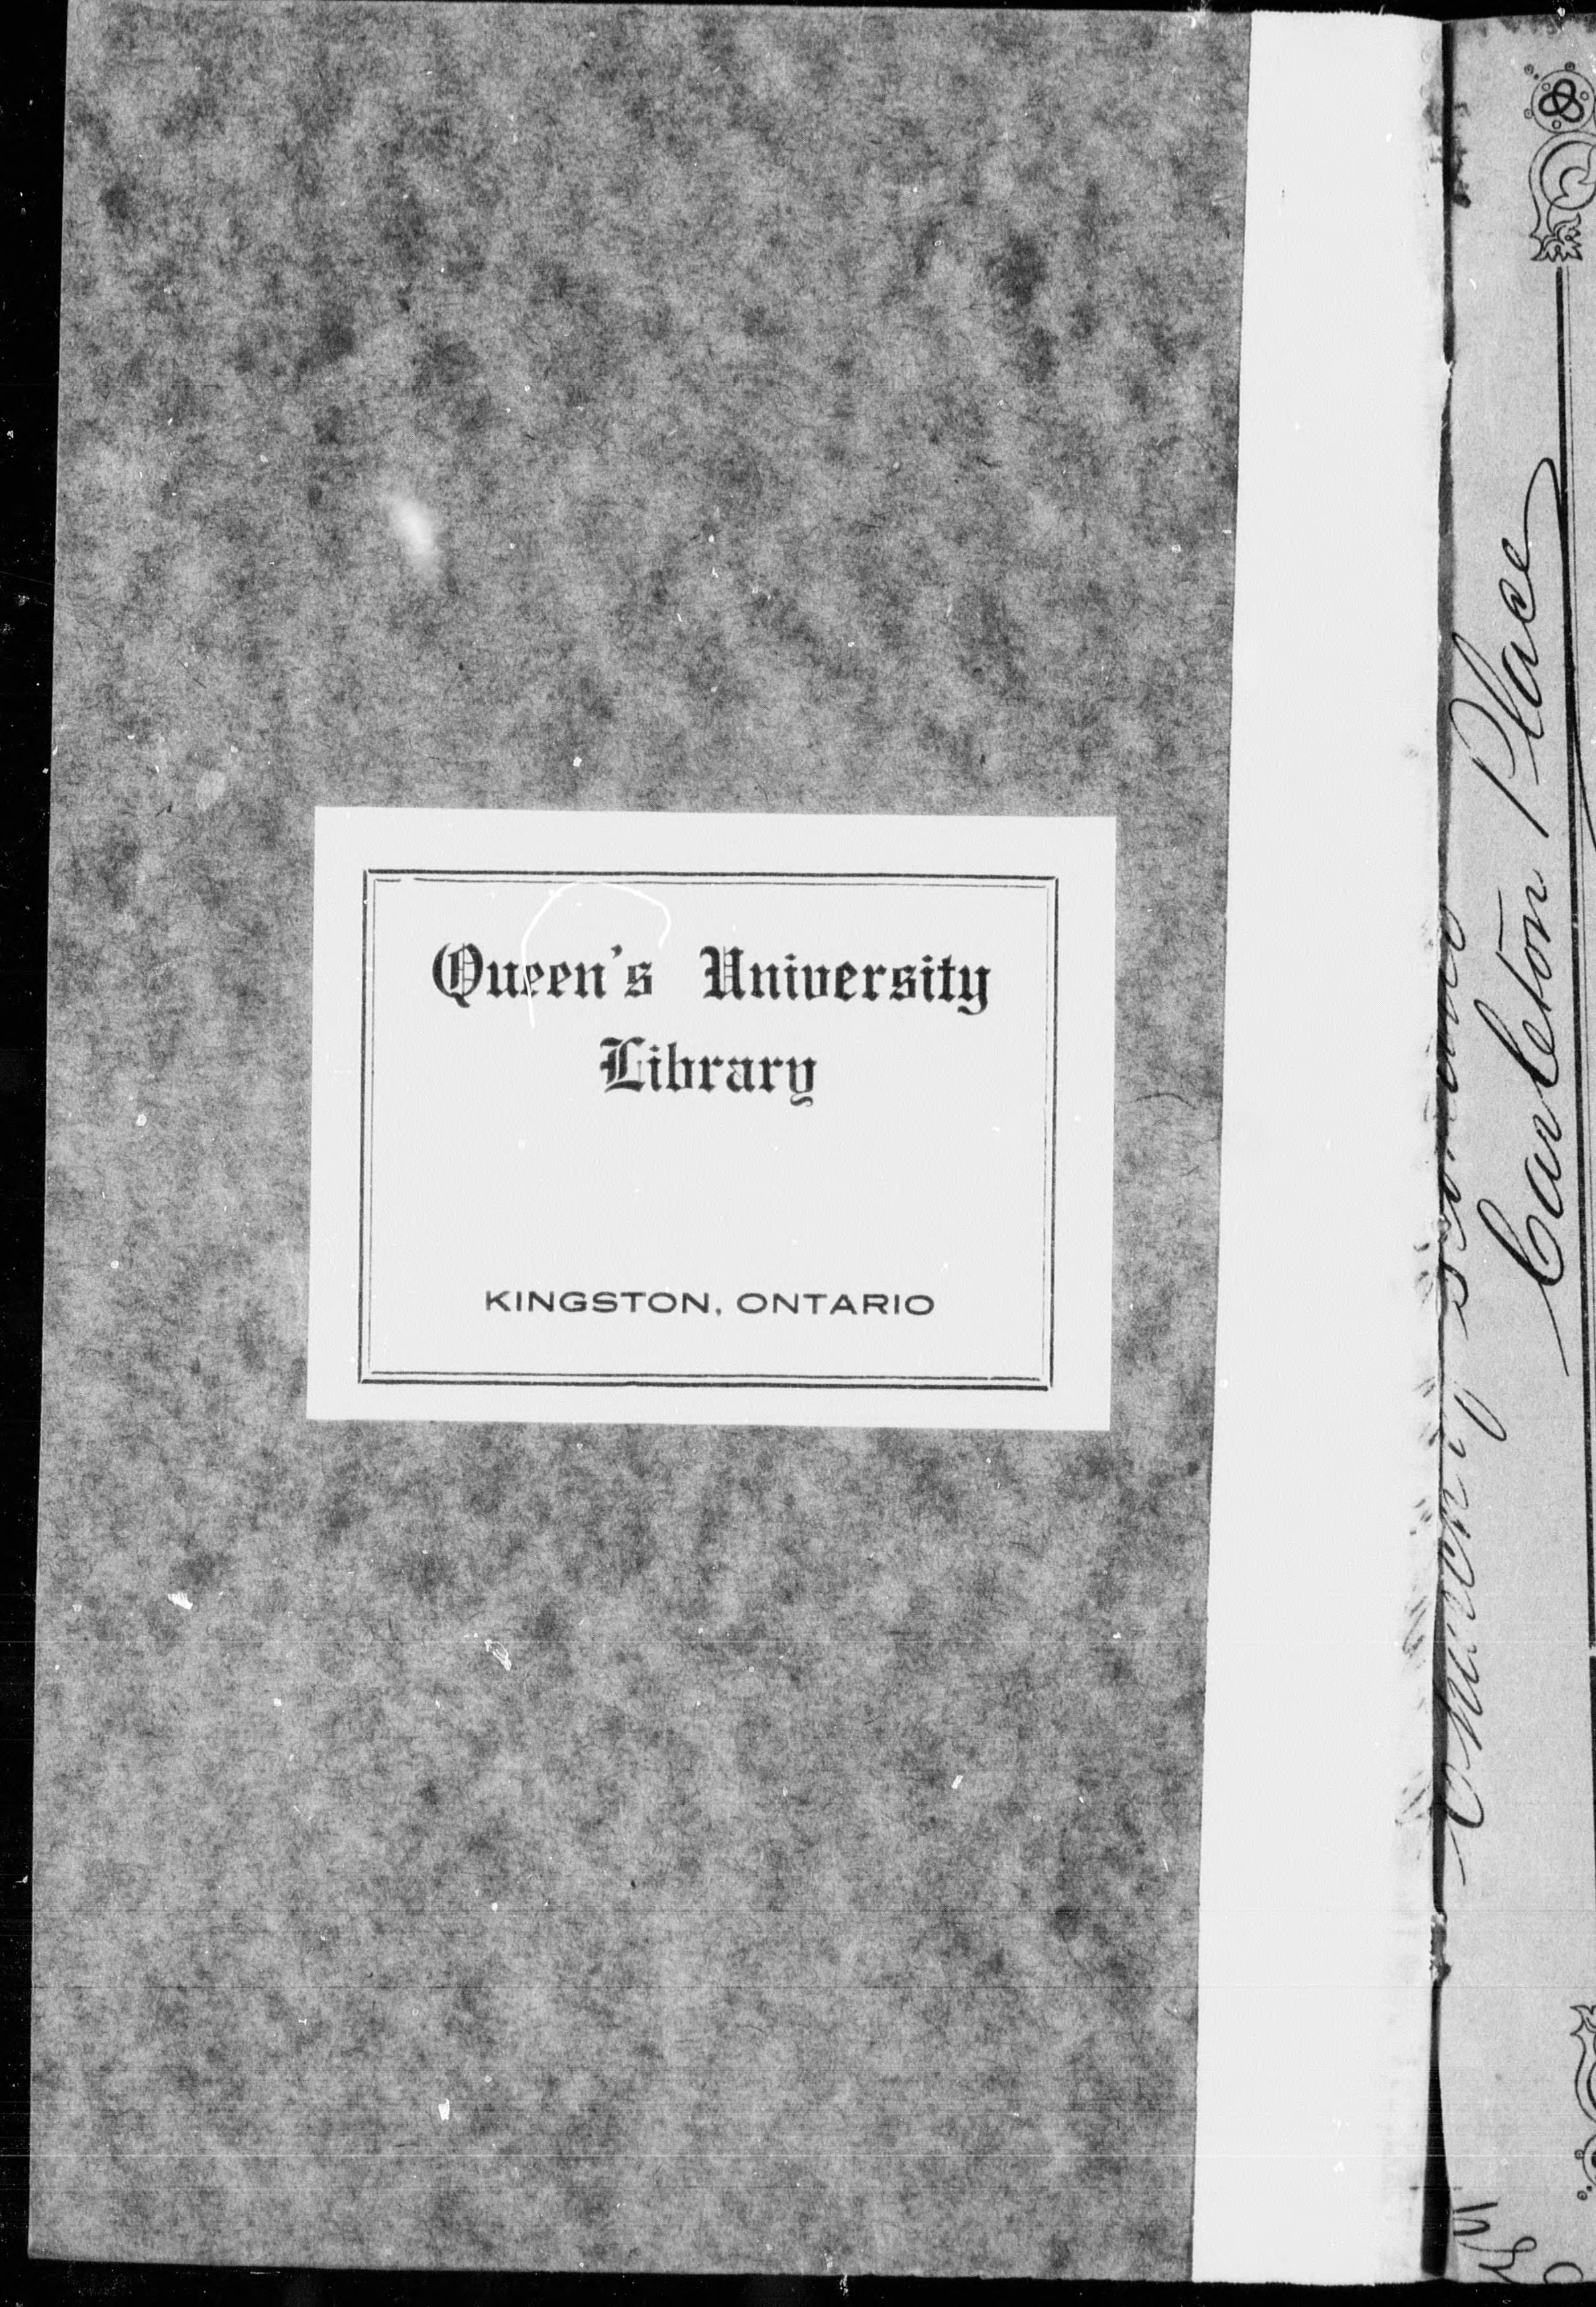 Queen's University
Library
KINGSTON, ONTARIO
Carleton Place